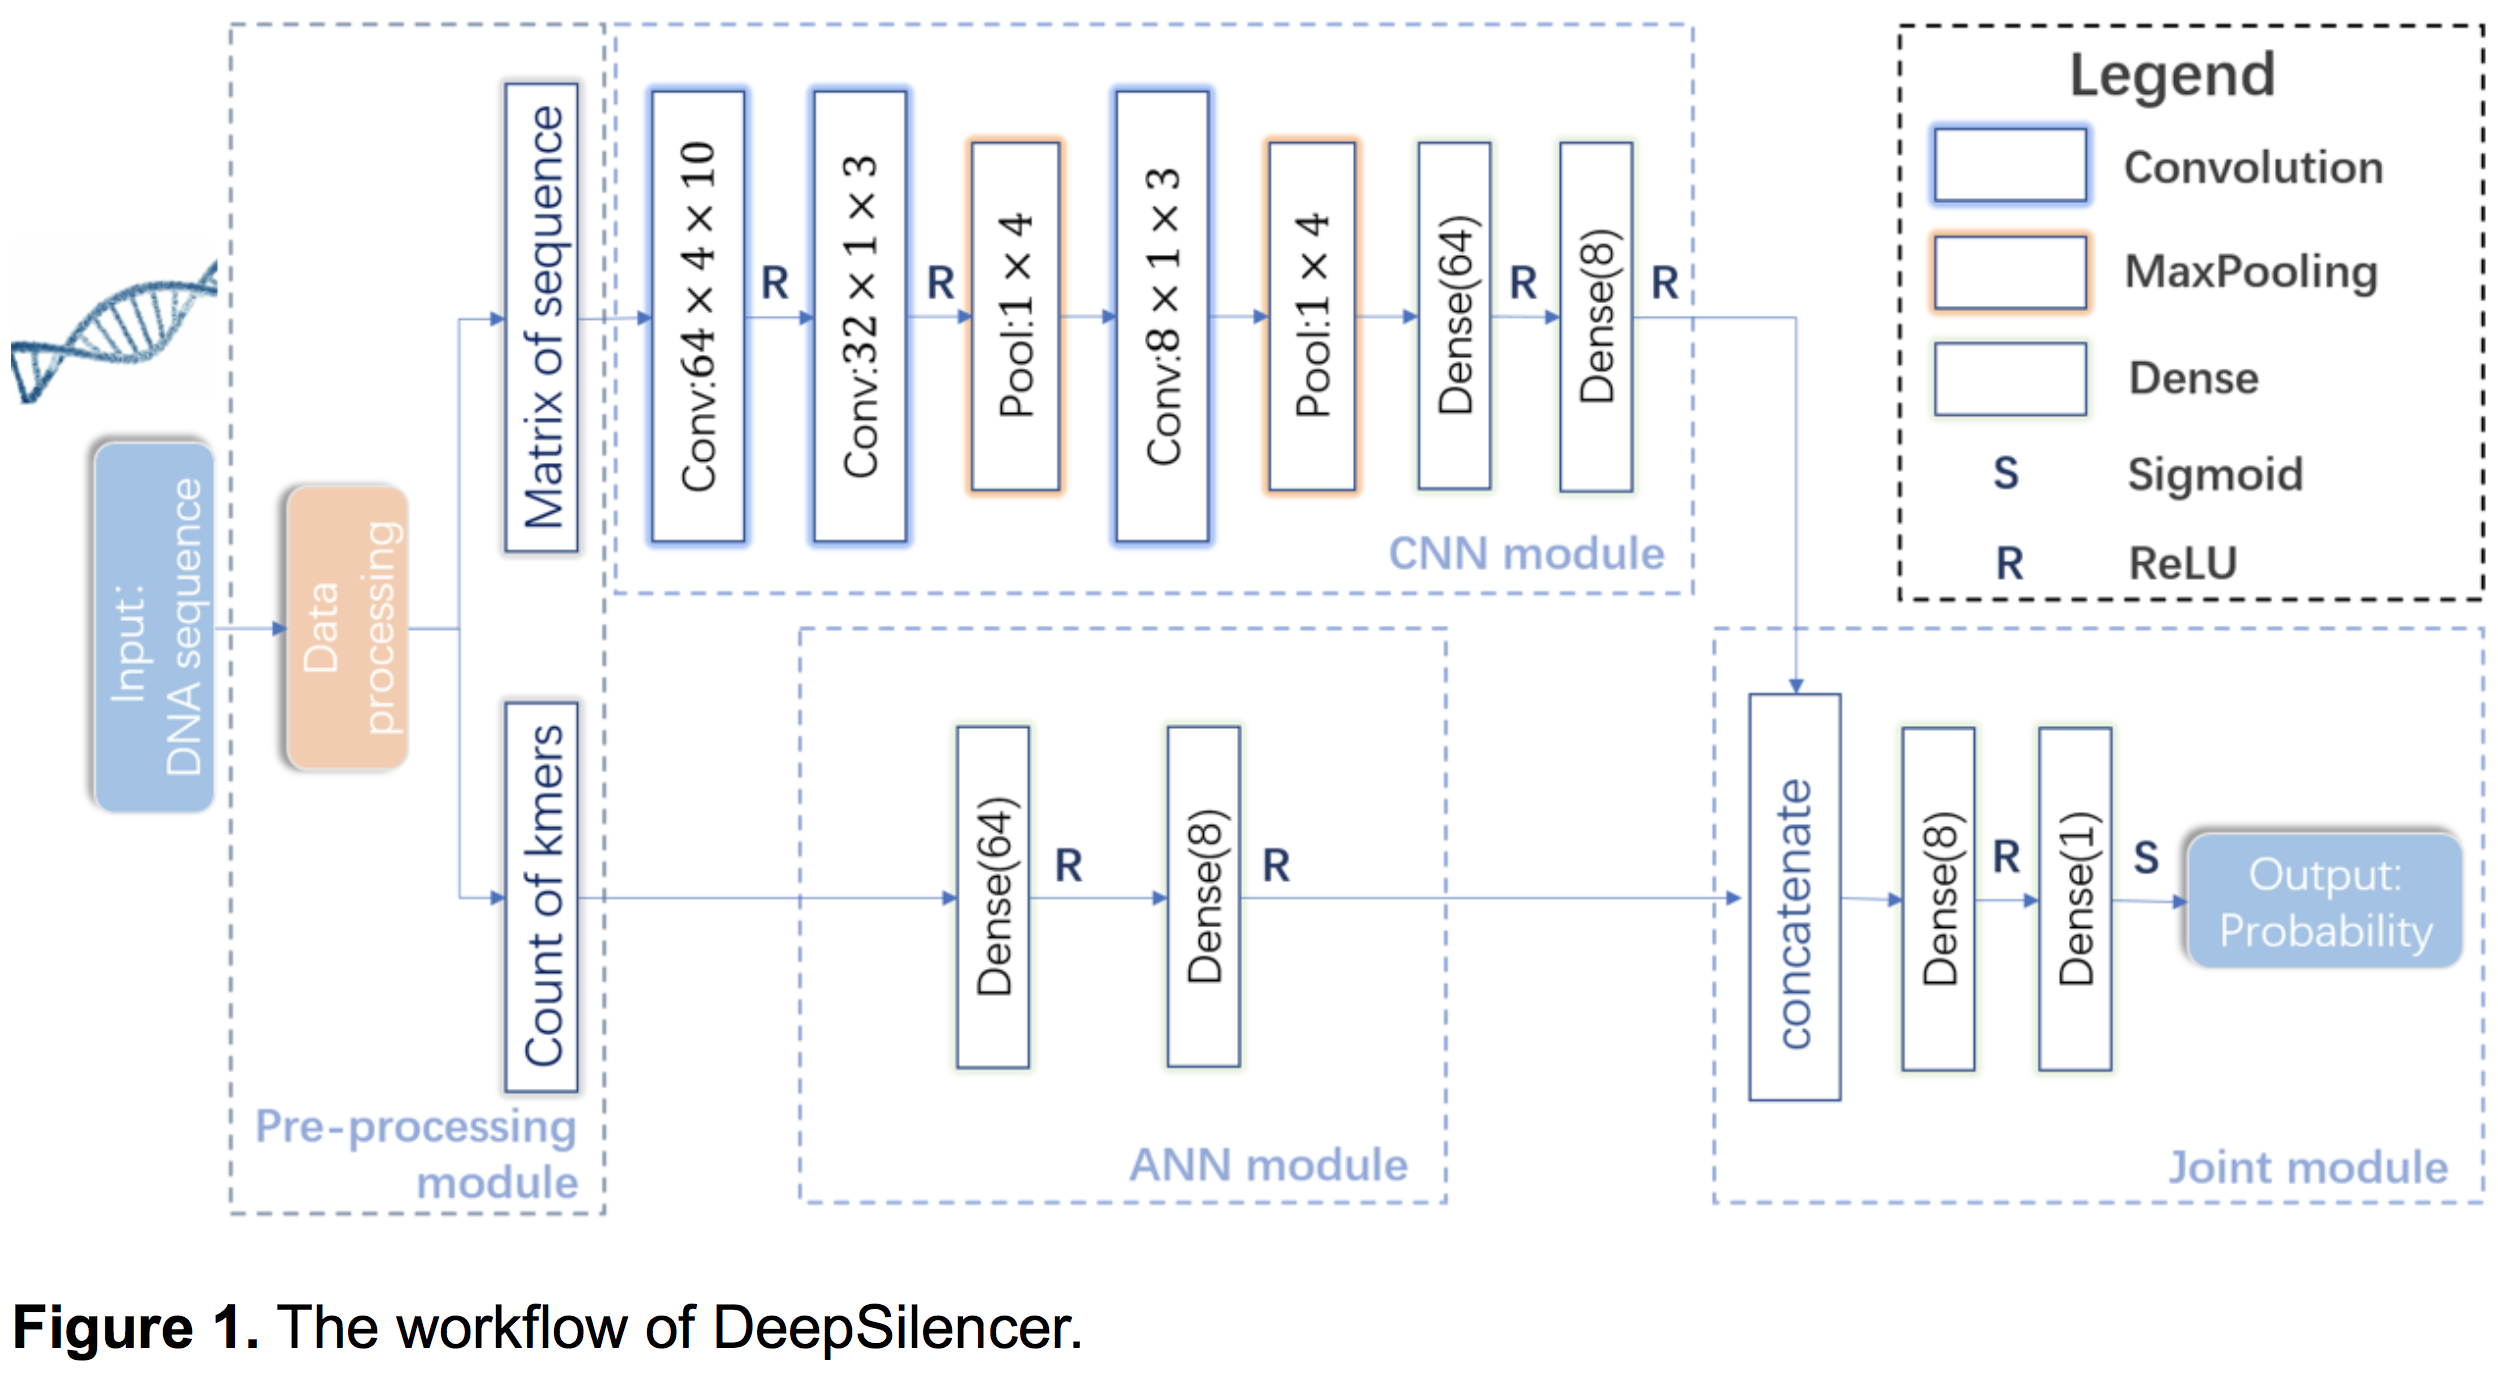 Input:
DNA sequence
Data
processing
Matrix of sequence
Count of kmers
Pre-processing
module
Conv:64 × 4 × 10
R
Conv:32 × 1 × 3
R
Pool:1 × 4
Conv:8 × 1 × 3
Pool:1 × 4
Dense(64)
R
Dense(8)
R
CNN module
Dense(64)
R
Dense(8)
R
ANN module
concatenate
Dense(8)
R
Dense(1)
S
Output:
Probability
Joint module
Legend
Convolution
MaxPooling
Dense
S Sigmoid
R ReLU
Figure 1. The workflow of DeepSilencer.